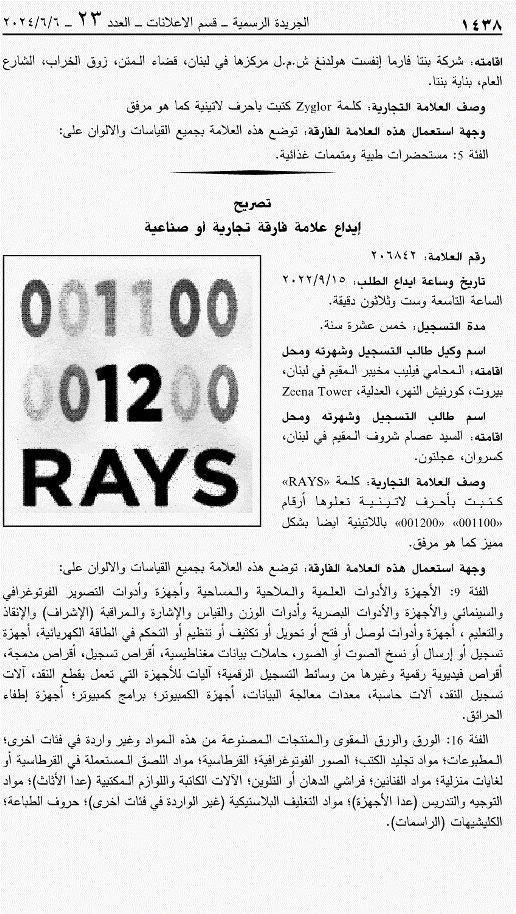 ١٤٣٨ الجريدة الرسمية ــ قسم الاعلانات ــ العدد ٢٣ ــ ٢٠٢٤/٦/٦
اقامته: شركة بنتا فارما إنفست هولدنغ ش.م.ل مركزها في لبنان، قضاء المتن، زوق الخراب، الشارع
العام، بناية بنتا.
وصف العلامة التجارية: كلمة Zyglor كتبت باحرف لاتينية كما هو مرفق
وجهة استعمال هذه العلامة الفارقة: توضع هذه العلامة بجميع القياسات والالوان على:
الفئة 5: مستحضرات طبية ومتممات غذائية.
تصريح
إيداع علامة فارقة تجارية أو صناعية
رقم العلامة: ٢٠٦٨٤٢
تاريخ وساعة ايداع الطلب: ٢٠٢٢/٩/١٥
الساعة التاسعة وست وثلاثون دقيقة.
مدة التسجيل: خمس عشرة سنة.
اسم وكيل طالب التسجيل وشهرته ومحل
اقامته: المحامي فيليب مخيبر المقيم في لبنان،
بيروت، كورنيش النهر، العدلية، Zeena Tower
اسم طالب التسجيل وشهرته ومحل
اقامته: السيد عصام شروف المقيم في لبنان،
كسروان، عجلتون.
وصف العلامة التجارية: كلمة «RAYS»
كتبت بأحرف لاتينية تعلوها أرقام
«001100» «001200» باللاتينية ايضا بشكل
مميز كما هو مرفق.
001100
001200
RAYS
وجهة استعمال هذه العلامة الفارقة: توضع هذه العلامة بجميع القياسات والالوان على:
الفئة 9: الأجهزة والأدوات العلمية والملاحية والمساحية وأجهزة وأدوات التصوير الفوتوغرافي
والسينمائي والأجهزة والأدوات البصرية وأدوات الوزن والقياس والإشارة والمراقبة (الإشراف) والإنقاذ
والتعليم ، أجهزة وأدوات لوصل أو فتح أو تحويل أو تكثيف أو تنظيم أو التحكم في الطاقة الكهربائية، أجهزة
تسجيل أو إرسال أو نسخ الصوت أو الصور، حاملات بيانات مغناطيسية، أقراص تسجيل، أقراص مدمجة،
أقراص فيديوية رقمية وغيرها من وسائط التسجيل الرقمية؛ آليات للأجهزة التي تعمل بقطع النقد، آلات
تسجيل النقد، آلات حاسبة، معدات معالجة البيانات، أجهزة الكمبيوتر؛ برامج كمبيوتر؛ أجهزة إطفاء
الحرائق.
الفئة 16: الورق والورق المقوى والمنتجات المصنوعة من هذه المواد وغير واردة في فئات اخرى؛
المطبوعات؛ مواد تجليد الكتب؛ الصور الفوتوغرافية؛ القرطاسية؛ مواد اللصق المستعملة في القرطاسية أو
لغايات منزلية؛ مواد الفنانين؛ فراشي الدهان أو التلوين؛ الآلات الكاتبة واللوازم المكتبية (عدا الأثاث)؛ مواد
التوجيه والتدريس (عدا الأجهزة)؛ مواد التغليف البلاستيكية (غير الواردة في فئات اخرى)؛ حروف الطباعة؛
الكليشيهات (الراسمات).